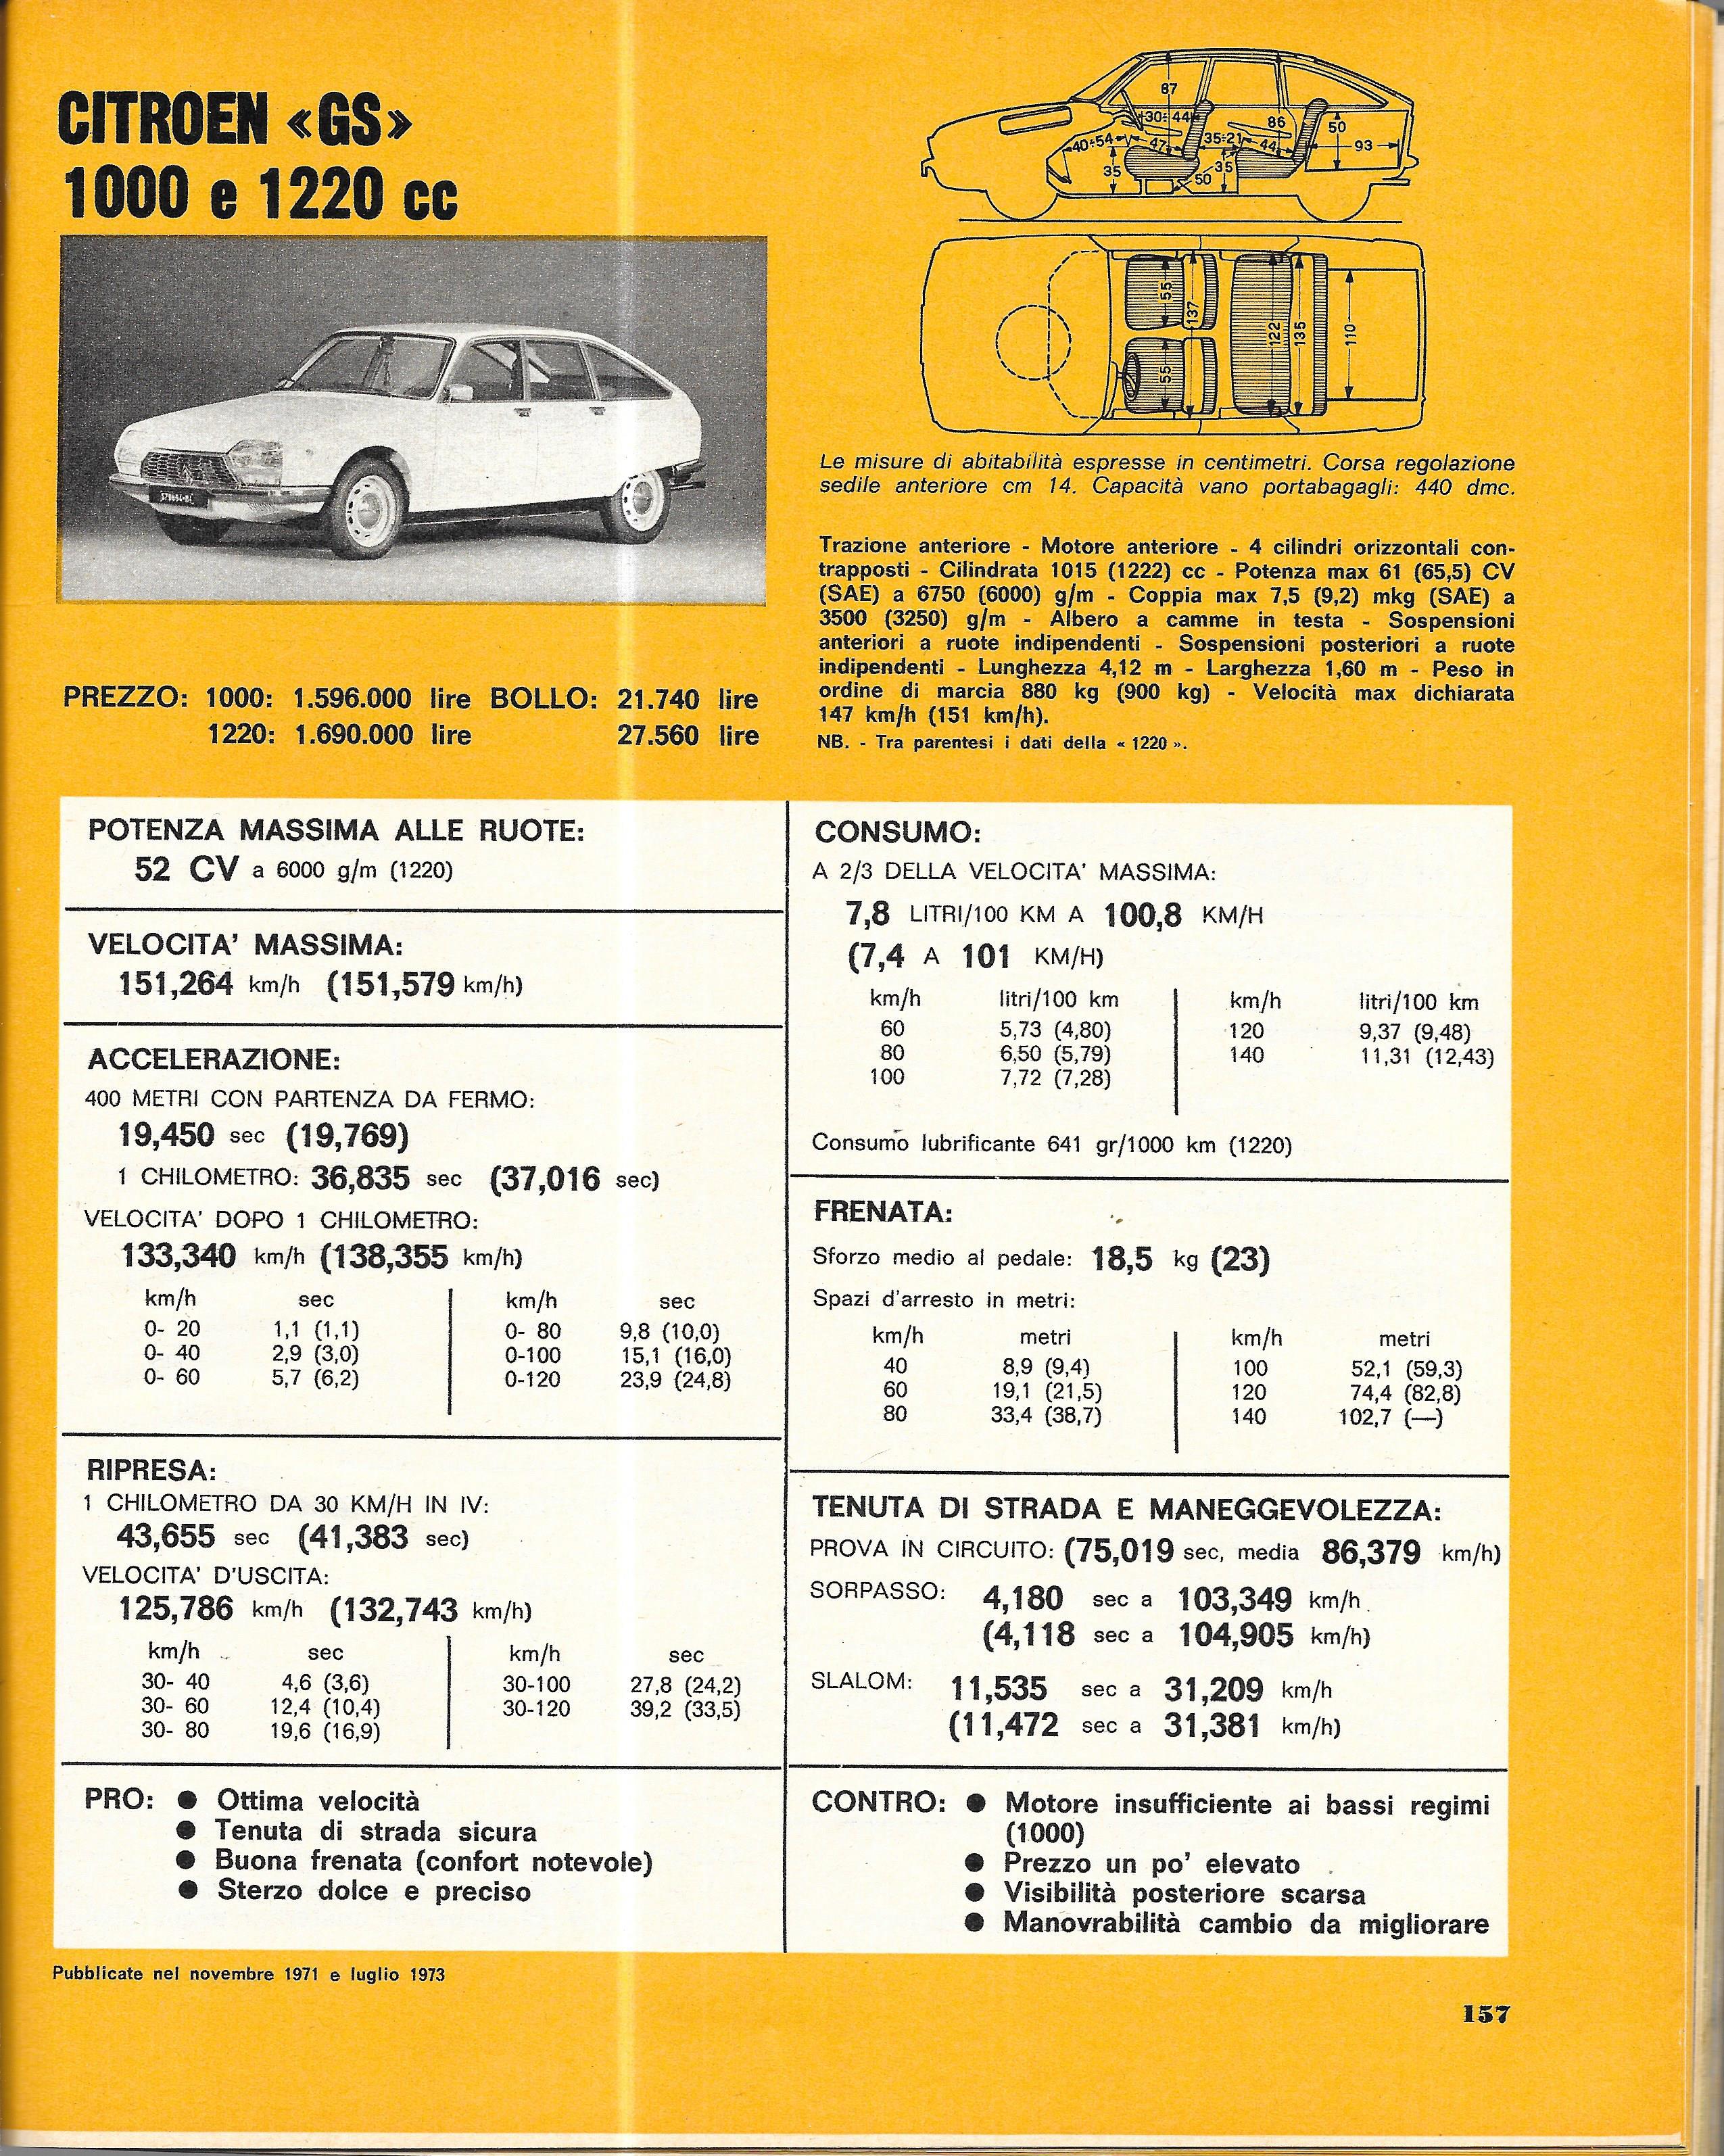 CITROEN «GS»
1000 e 1220 cc
87
30÷44
86
50
40÷54
47
35÷21
44
93
35
50
35
55
137
122
135
110
55
Le misure di abitabilità espresse in centimetri. Corsa regolazione
sedile anteriore cm 14. Capacità vano portabagagli: 440 dmc.
Trazione anteriore - Motore anteriore - 4 cilindri orizzontali con-
trapposti - Cilindrata 1015 (1222) cc - Potenza max 61 (65,5) CV
(SAE) a 6750 (6000) g/m - Coppia max 7,5 (9,2) mkg (SAE) a
3500 (3250) g/m - Albero a camme in testa - Sospensioni
anteriori a ruote indipendenti - Sospensioni posteriori a ruote
indipendenti - Lunghezza 4,12 m - Larghezza 1,60 m - Peso in
ordine di marcia 880 kg (900 kg) - Velocità max dichiarata
147 km/h (151 km/h).
NB. - Tra parentesi i dati della « 1220 ».
PREZZO: 1000: 1.596.000 lire BOLLO: 21.740 lire
1220: 1.690.000 lire 27.560 lire
POTENZA MASSIMA ALLE RUOTE:
52 CV a 6000 g/m (1220)
VELOCITA' MASSIMA:
151,264 km/h (151,579 km/h)
ACCELERAZIONE:
400 METRI CON PARTENZA DA FERMO:
19,450 sec (19,769)
1 CHILOMETRO: 36,835 sec (37,016 sec)
VELOCITA' DOPO 1 CHILOMETRO:
133,340 km/h (138,355 km/h)
km/h sec km/h sec
0- 20 1,1 (1,1) 0- 80 9,8 (10,0)
0- 40 2,9 (3,0) 0-100 15,1 (16,0)
0- 60 5,7 (6,2) 0-120 23,9 (24,8)
RIPRESA:
1 CHILOMETRO DA 30 KM/H IN IV:
43,655 sec (41,383 sec)
VELOCITA' D'USCITA:
125,786 km/h (132,743 km/h)
km/h sec km/h sec
30- 40 4,6 (3,6) 30-100 27,8 (24,2)
30- 60 12,4 (10,4) 30-120 39,2 (33,5)
30- 80 19,6 (16,9)
PRO: ● Ottima velocità
● Tenuta di strada sicura
● Buona frenata (confort notevole)
● Sterzo dolce e preciso
CONSUMO:
A 2/3 DELLA VELOCITA' MASSIMA:
7,8 LITRI/100 KM A 100,8 KM/H
(7,4 A 101 KM/H)
km/h litri/100 km km/h litri/100 km
60 5,73 (4,80) 120 9,37 (9,48)
80 6,50 (5,79) 140 11,31 (12,43)
100 7,72 (7,28)
Consumo lubrificante 641 gr/1000 km (1220)
FRENATA:
Sforzo medio al pedale: 18,5 kg (23)
Spazi d'arresto in metri:
km/h metri km/h metri
40 8,9 (9,4) 100 52,1 (59,3)
60 19,1 (21,5) 120 74,4 (82,8)
80 33,4 (38,7) 140 102,7 (—)
TENUTA DI STRADA E MANEGGEVOLEZZA:
PROVA IN CIRCUITO: (75,019 sec, media 86,379 km/h)
SORPASSO: 4,180 sec a 103,349 km/h
(4,118 sec a 104,905 km/h)
SLALOM: 11,535 sec a 31,209 km/h
(11,472 sec a 31,381 km/h)
CONTRO: ● Motore insufficiente ai bassi regimi
(1000)
● Prezzo un po' elevato
● Visibilità posteriore scarsa
● Manovrabilità cambio da migliorare
Pubblicate nel novembre 1971 e luglio 1973
157